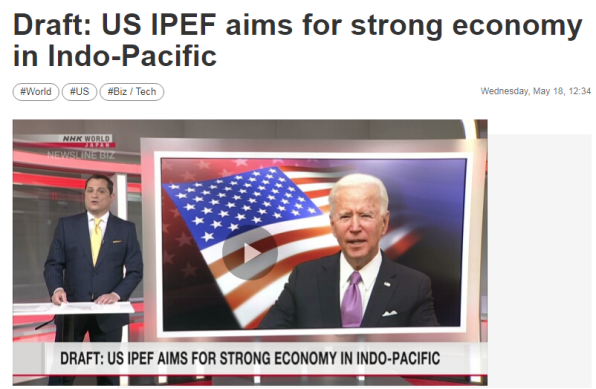 Draft: US IPEF aims for strong economy
in Indo-Pacific
#World #US #Biz / Tech
Wednesday, May 18, 12:34
NHK WORLD
JAPAN
NEWSLINE BIZ
DRAFT: US IPEF AIMS FOR STRONG ECONOMY IN INDO-PACIFIC